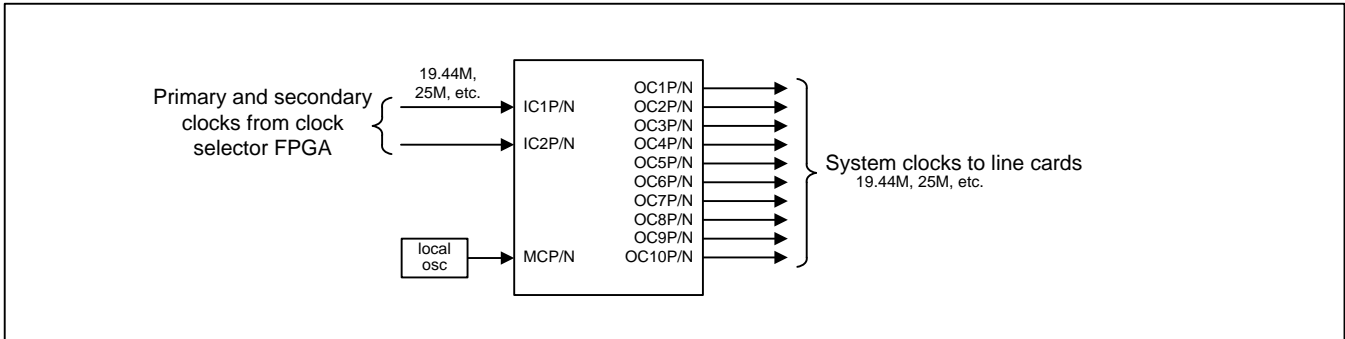 Primary and secondary
clocks from clock
selector FPGA
19.44M,
25M, etc.
IC1P/N
IC2P/N
local
osc
MCP/N
OC1P/N
OC2P/N
OC3P/N
OC4P/N
OC5P/N
OC6P/N
OC7P/N
OC8P/N
OC9P/N
OC10P/N
System clocks to line cards
19.44M, 25M, etc.